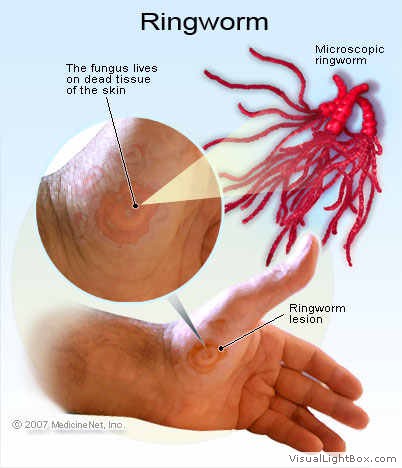 Ringworm
The fungus lives
on dead tissue
of the skin
Microscopic
ringworm
Ringworm
lesion
© 2007 MedicineNet, Inc.
VisualLightBox.com